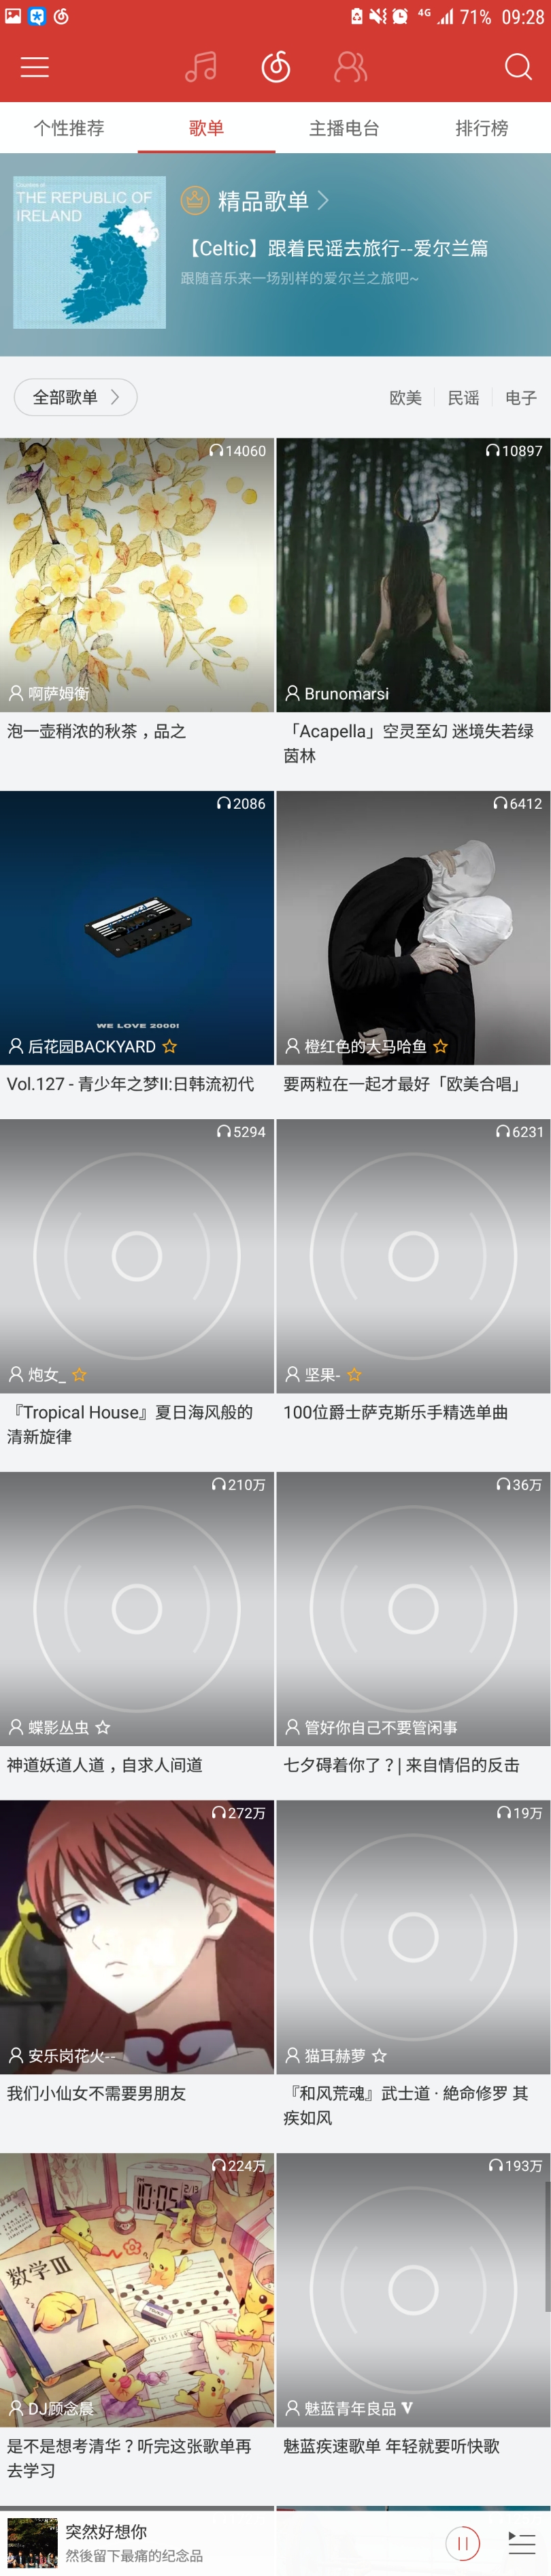 4G 71% 09:28
个性推荐 歌单 主播电台 排行榜
Counties of
THE REPUBLIC OF
IRELAND
精品歌单
【Celtic】跟着民谣去旅行--爱尔兰篇
跟随音乐来一场别样的爱尔兰之旅吧~
全部歌单 欧美 民谣 电子
14060
啊萨姆衡
泡一壶稍浓的秋茶，品之
10897
Brunomarsi
「Acapella」空灵至幻 迷境失若绿
茵林
2086
WE LOVE 2000!
后花园BACKYARD
Vol.127 - 青少年之梦II:日韩流初代
6412
橙红色的大马哈鱼
要两粒在一起才最好「欧美合唱」
5294
炮女_
『Tropical House』夏日海风般的
清新旋律
6231
坚果-
100位爵士萨克斯乐手精选单曲
210万
蝶影丛虫
神道妖道人道，自求人间道
36万
管好你自己不要管闲事
七夕碍着你了？| 来自情侣的反击
272万
安乐岗花火--
我们小仙女不需要男朋友
19万
猫耳赫萝
『和风荒魂』武士道 · 絶命修罗 其
疾如风
224万
10:05 2/13
数学III
DJ顾念晨
是不是想考清华？听完这张歌单再
去学习
193万
魅蓝青年良品 V
魅蓝疾速歌单 年轻就要听快歌
突然好想你
然後留下最痛的纪念品